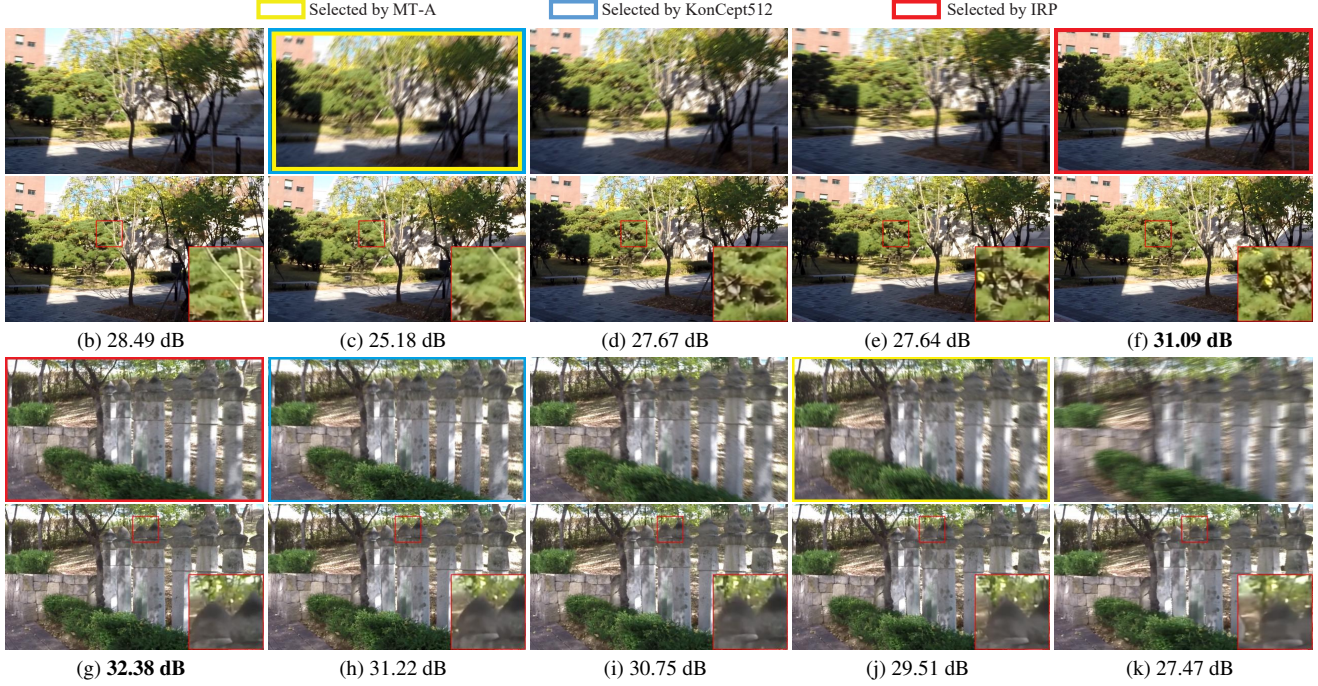 Selected by MT-A Selected by KonCept512 Selected by IRP
(b) 28.49 dB (c) 25.18 dB (d) 27.67 dB (e) 27.64 dB (f) 31.09 dB
(g) 32.38 dB (h) 31.22 dB (i) 30.75 dB (j) 29.51 dB (k) 27.47 dB